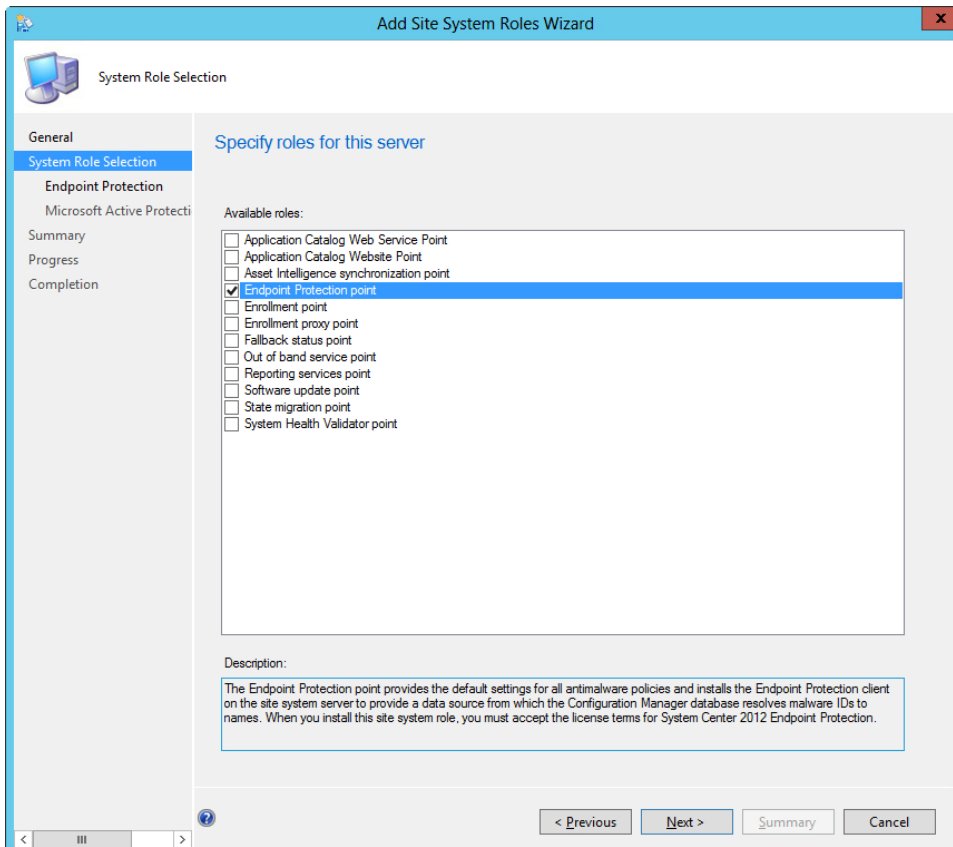 Add Site System Roles Wizard
x
System Role Selection
General
System Role Selection
Endpoint Protection
Microsoft Active Protecti
Summary
Progress
Completion
Specify roles for this server
Available roles:
Application Catalog Web Service Point
Application Catalog Website Point
Asset Intelligence synchronization point
Endpoint Protection point
Enrollment point
Enrollment proxy point
Fallback status point
Out of band service point
Reporting services point
Software update point
State migration point
System Health Validator point
Description:
The Endpoint Protection point provides the default settings for all antimalware policies and installs the Endpoint Protection client
on the site system server to provide a data source from which the Configuration Manager database resolves malware IDs to
names. When you install this site system role, you must accept the license terms for System Center 2012 Endpoint Protection.
< Previous
Next >
Summary
Cancel